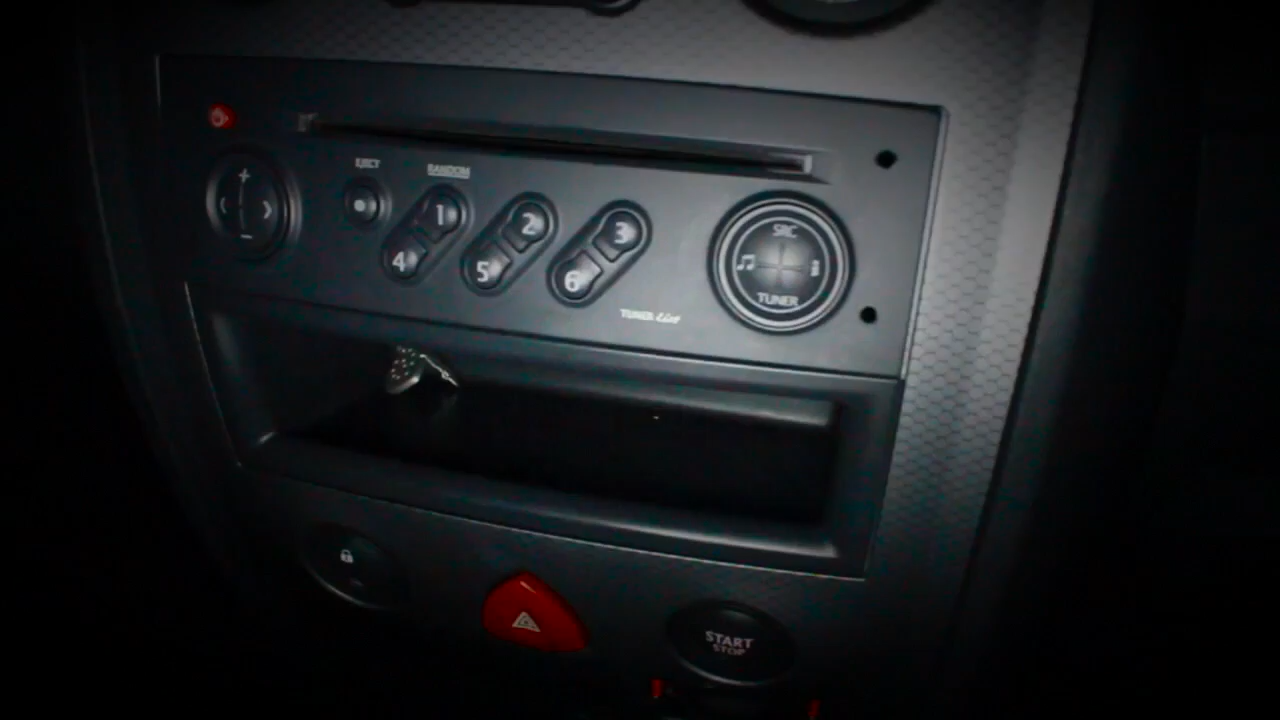 EJECT
RANDOM
+
-
1
2
3
4
5
6
TUNER List
SRC
TUNER
START
STOP